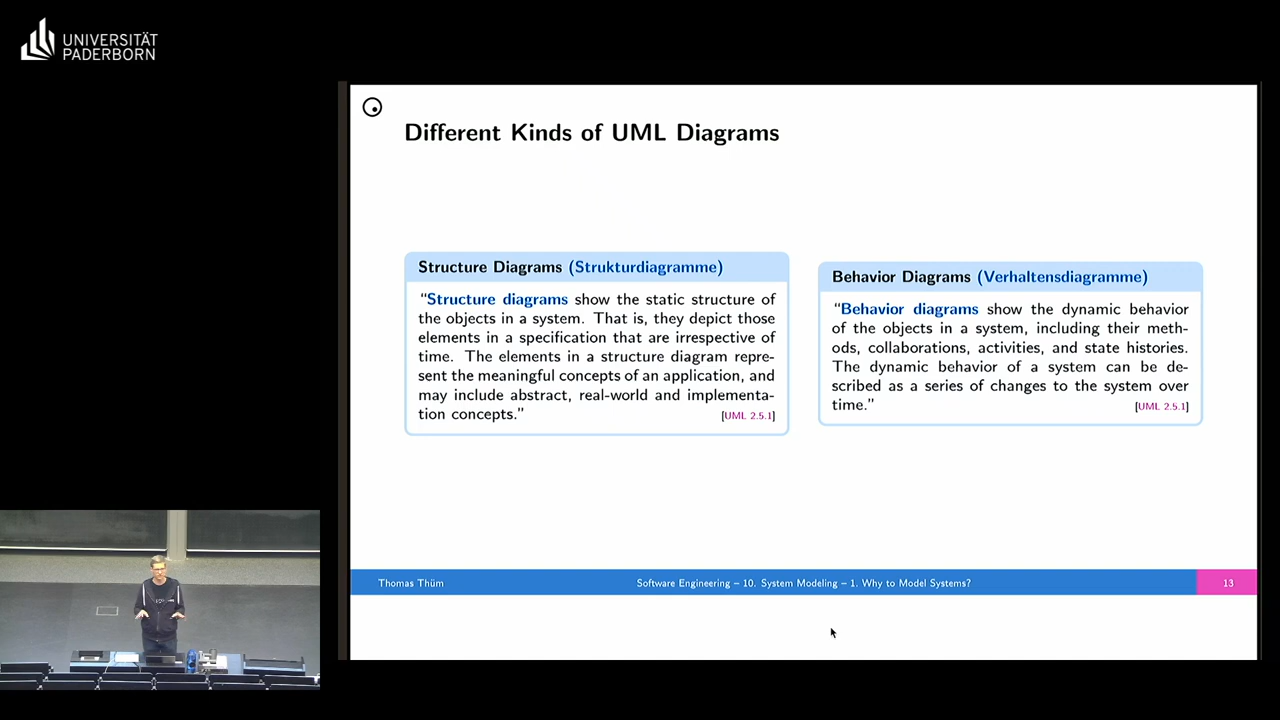 UNIVERSITÄT
PADERBORN
Different Kinds of UML Diagrams
Structure Diagrams (Strukturdiagramme)
“Structure diagrams show the static structure of
the objects in a system. That is, they depict those
elements in a specification that are irrespective of
time. The elements in a structure diagram repre-
sent the meaningful concepts of an application, and
may include abstract, real-world and implementa-
tion concepts.” [UML 2.5.1]
Behavior Diagrams (Verhaltensdiagramme)
“Behavior diagrams show the dynamic behavior
of the objects in a system, including their meth-
ods, collaborations, activities, and state histories.
The dynamic behavior of a system can be de-
scribed as a series of changes to the system over
time.” [UML 2.5.1]
Thomas Thüm
Software Engineering – 10. System Modeling – 1. Why to Model Systems?
13